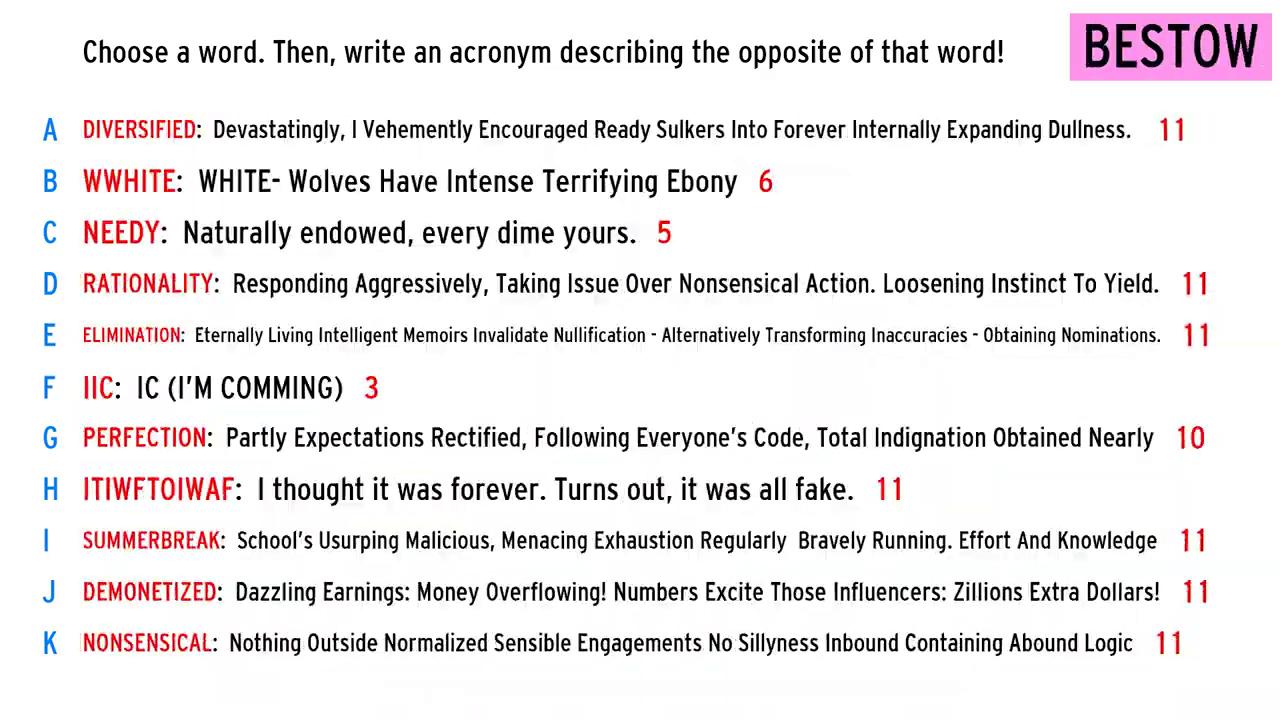 Choose a word. Then, write an acronym describing the opposite of that word!
BESTOW
A DIVERSIFIED: Devastatingly, I Vehemently Encouraged Ready Sulkers Into Forever Internally Expanding Dullness. 11
B WWHITE: WHITE- Wolves Have Intense Terrifying Ebony 6
C NEEDY: Naturally endowed, every dime yours. 5
D RATIONALITY: Responding Aggressively, Taking Issue Over Nonsensical Action. Loosening Instinct To Yield. 11
E ELIMINATION: Eternally Living Intelligent Memoirs Invalidate Nullification - Alternatively Transforming Inaccuracies - Obtaining Nominations. 11
F IIC: IC (I'M COMMING) 3
G PERFECTION: Partly Expectations Rectified, Following Everyone's Code, Total Indignation Obtained Nearly 10
H ITIWFTOIWAF: I thought it was forever. Turns out, it was all fake. 11
I SUMMERBREAK: School's Usurping Malicious, Menacing Exhaustion Regularly Bravely Running. Effort And Knowledge 11
J DEMONETIZED: Dazzling Earnings: Money Overflowing! Numbers Excite Those Influencers: Zillions Extra Dollars! 11
K NONSENSICAL: Nothing Outside Normalized Sensible Engagements No Sillyness Inbound Containing Abound Logic 11